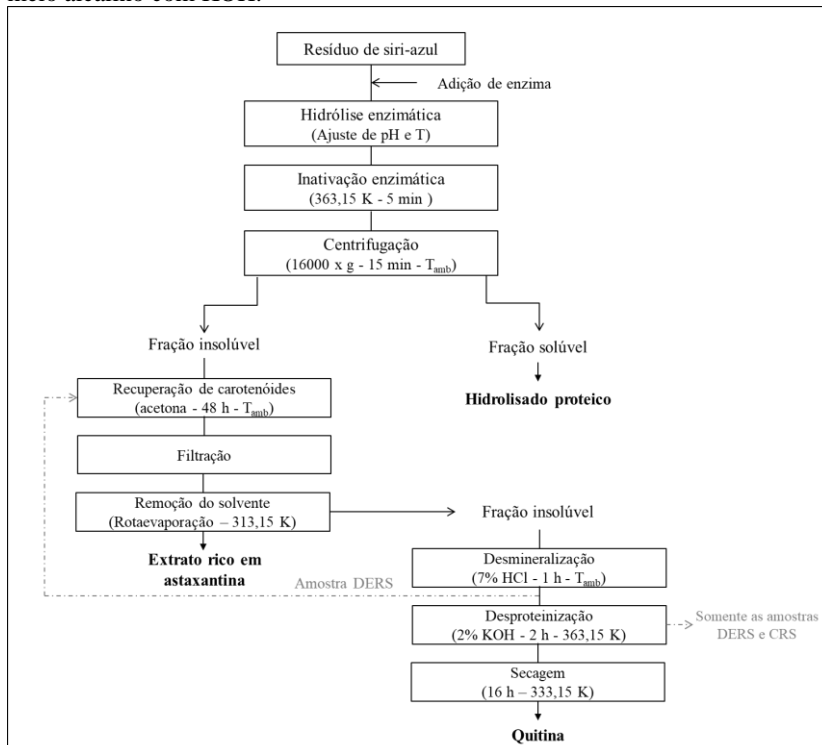 Resíduo de siri-azul
Adição de enzima
Hidrólise enzimática
(Ajuste de pH e T)
Inativação enzimática
(363,15 K - 5 min )
Centrifugação
(16000 x g - 15 min - Tamb)
Fração insolúvel
Fração solúvel
Recuperação de carotenóides
(acetona - 48 h - Tamb)
Hidrolisado proteico
Filtração
Remoção do solvente
(Rotaevaporação – 313,15 K)
Fração insolúvel
Extrato rico em
astaxantina
Desmineralização
(7% HCl - 1 h - Tamb)
Amostra DERS
Desproteinização
(2% KOH - 2 h - 363,15 K)
Somente as amostras
DERS e CRS
Secagem
(16 h – 333,15 K)
Quitina